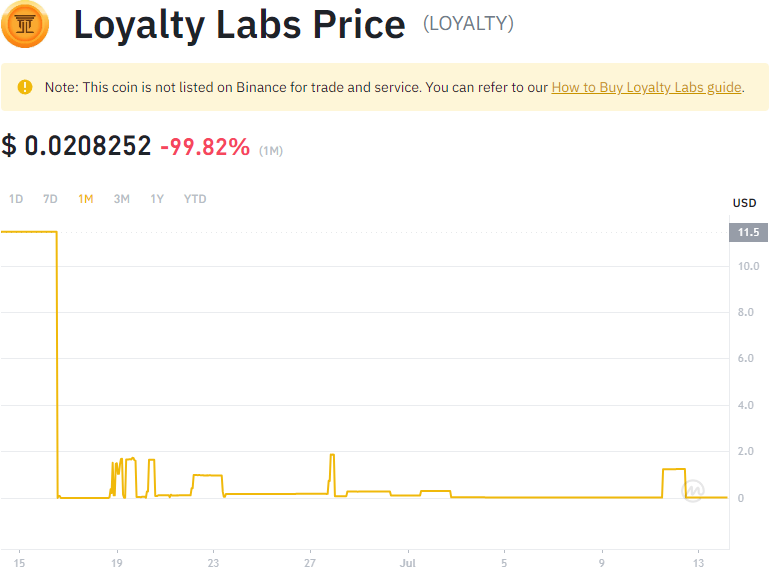 Loyalty Labs Price (LOYALTY)
Note: This coin is not listed on Binance for trade and service. You can refer to our How to Buy Loyalty Labs guide.
$ 0.0208252 -99.82% (1M)
1D 7D 1M 3M 1Y YTD
USD
11.5
10.0
8.0
6.0
4.0
2.0
0
15 19 23 27 Jul 5 9 13